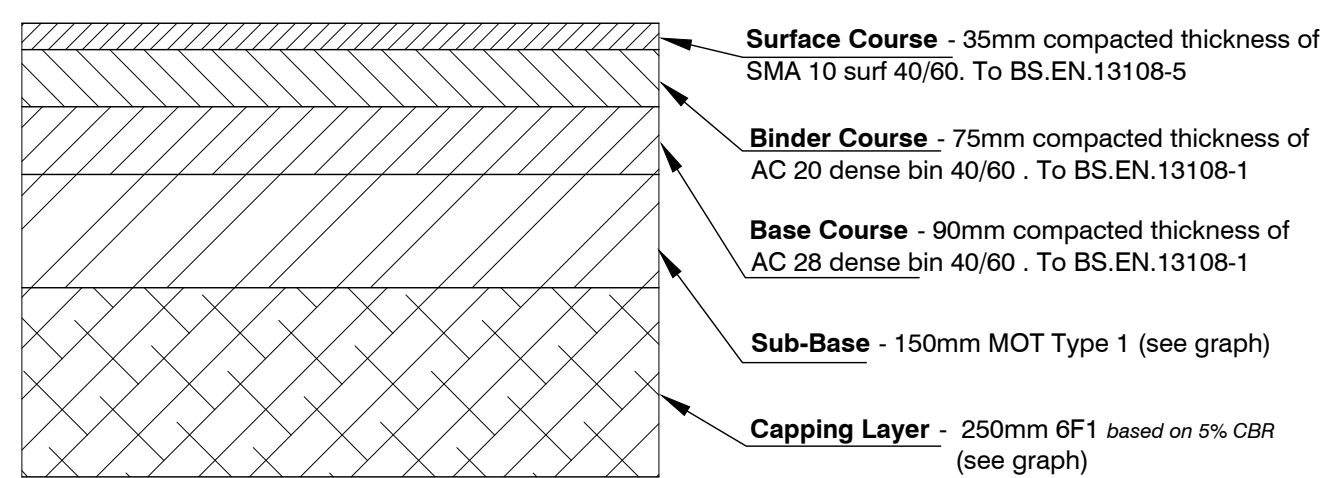 Surface Course - 35mm compacted thickness of
SMA 10 surf 40/60. To BS.EN.13108-5
Binder Course - 75mm compacted thickness of
AC 20 dense bin 40/60 . To BS.EN.13108-1
Base Course - 90mm compacted thickness of
AC 28 dense bin 40/60 . To BS.EN.13108-1
Sub-Base - 150mm MOT Type 1 (see graph)
Capping Layer - 250mm 6F1 based on 5% CBR
(see graph)